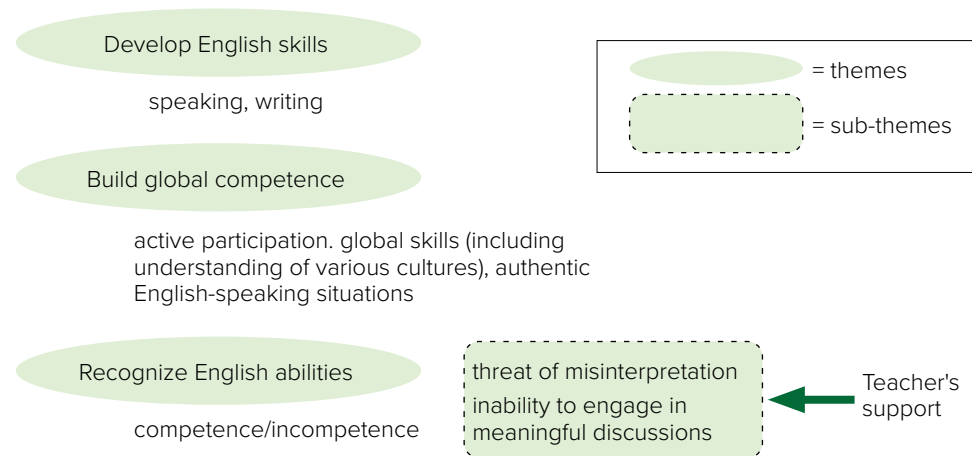 Develop English skills
speaking, writing
= themes
= sub-themes
Build global competence
active participation. global skills (including
understanding of various cultures), authentic
English-speaking situations
Recognize English abilities
competence/incompetence
threat of misinterpretation
inability to engage in
meaningful discussions
Teacher's
support